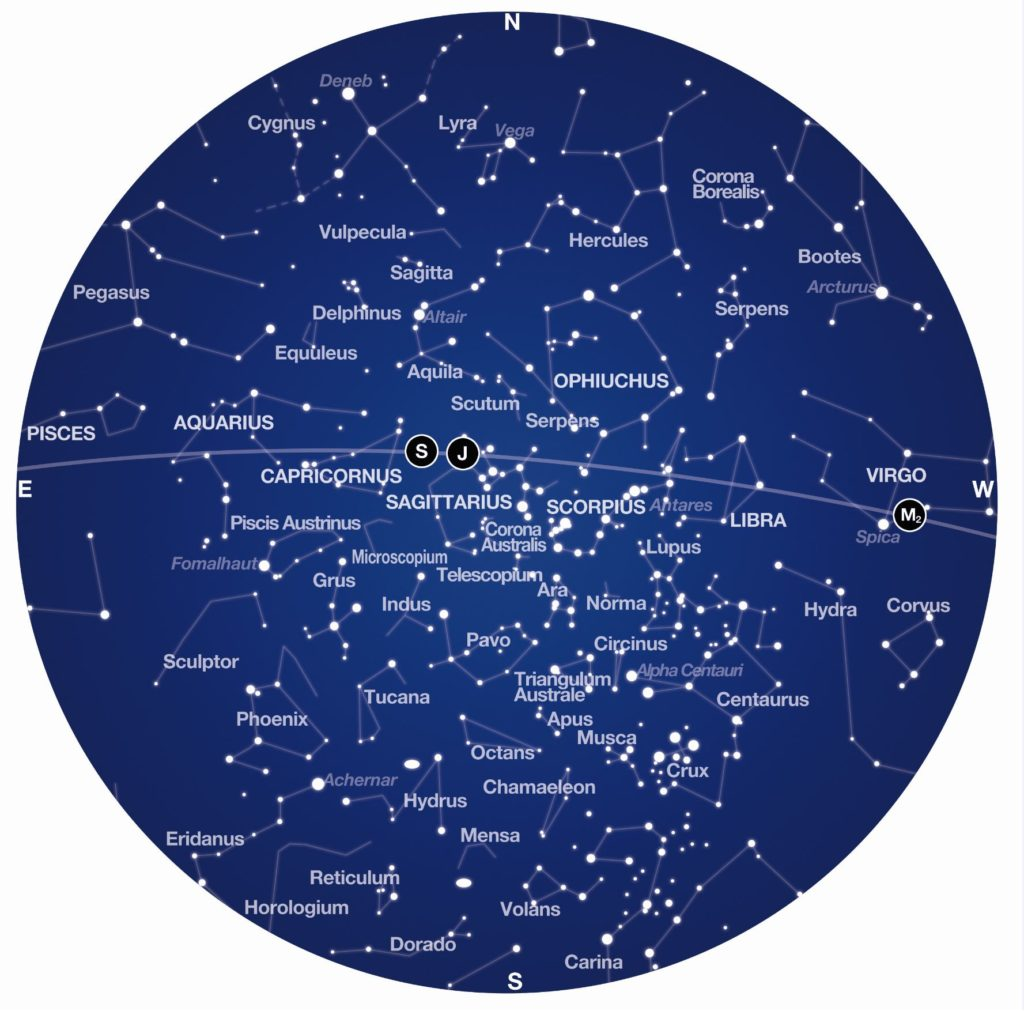 N
Deneb
Cygnus
Lyra
Vega
Corona
Borealis
Vulpecula
Hercules
Bootes
Sagitta
Pegasus
Arcturus
Delphinus
Altair
Serpens
Equuleus
Aquila
OPHIUCHUS
Scutum
Serpens
PISCES
AQUARIUS
S
J
CAPRICORNUS
VIRGO
E
W
SAGITTARIUS
SCORPIUS
Antares
LIBRA
M2
Piscis Austrinus
Corona
Australis
Spica
Microscopium
Lupus
Fomalhaut
Grus
Telescopium
Ara
Indus
Norma
Hydra
Corvus
Pavo
Circinus
Sculptor
Triangulum
Australe
Alpha Centauri
Tucana
Centaurus
Phoenix
Apus
Musca
Octans
Crux
Achernar
Hydrus
Chamaeleon
Eridanus
Mensa
Reticulum
Horologium
Volans
Dorado
Carina
S